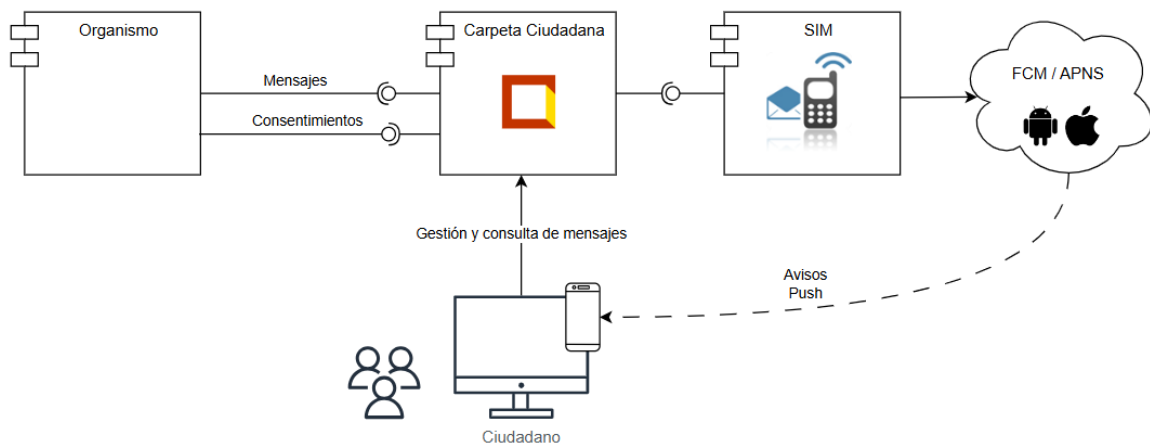 Organismo
Carpeta Ciudadana
SIM
FCM / APNS
Mensajes
Consentimientos
Gestión y consulta de mensajes
Avisos
Push
Ciudadano